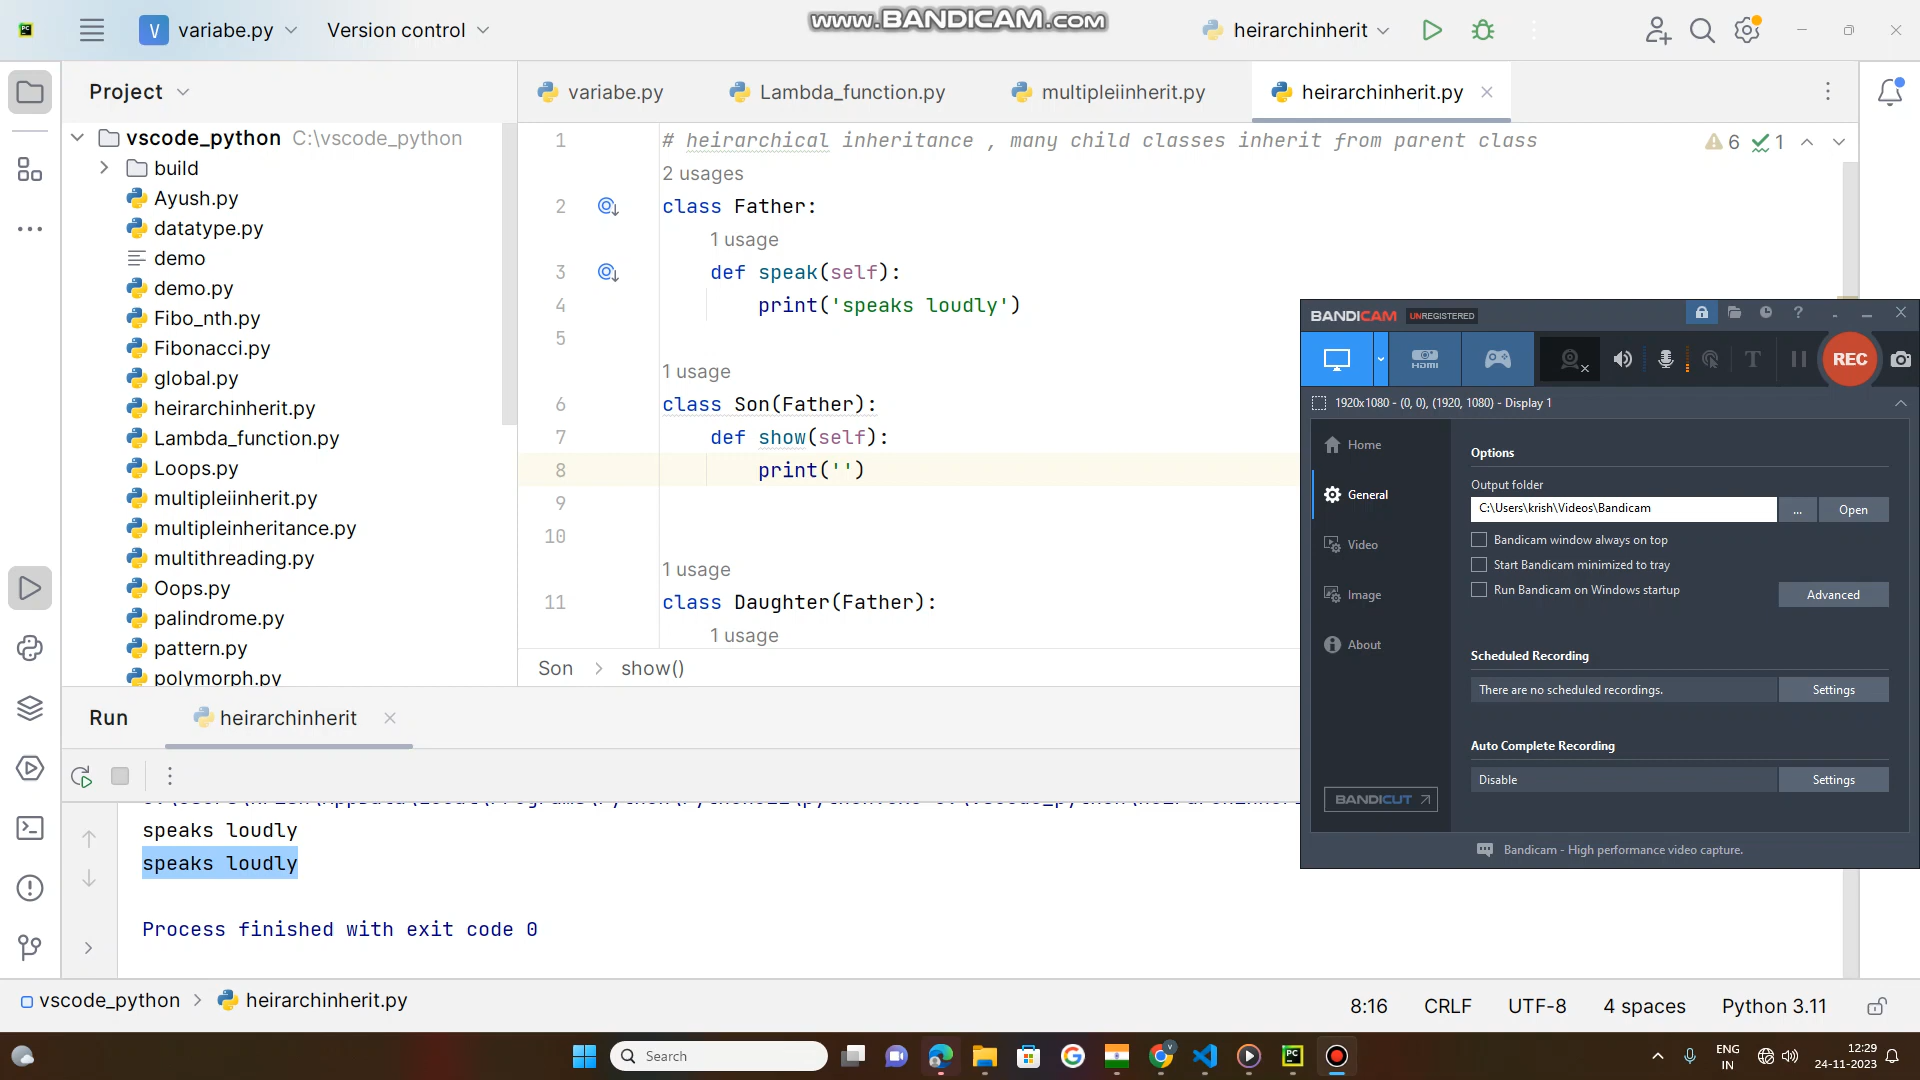 V variabe.py
Version control
www.BANDICAM.com
heirarchinherit
Project
variabe.py
Lambda_function.py
multipleiinherit.py
heirarchinherit.py
vscode_python C:\vscode_python
build
Ayush.py
datatype.py
demo
demo.py
Fibo_nth.py
Fibonacci.py
global.py
heirarchinherit.py
Lambda_function.py
Loops.py
multipleiinherit.py
multipleinheritance.py
multithreading.py
Oops.py
palindrome.py
pattern.py
polymorph.py
1 # heirarchical inheritance , many child classes inherit from parent class
6 1
2 usages
2 class Father:
1 usage
3 def speak(self):
4 print('speaks loudly')
5
1 usage
6 class Son(Father):
7 def show(self):
8 print('')
9
10
1 usage
11 class Daughter(Father):
1 usage
Son > show()
BANDICAM UNREGISTERED
HDMI
T
REC
1920x1080 - (0, 0), (1920, 1080) - Display 1
Home
General
Video
Image
About
BANDICUT
Options
Output folder
C:\Users\krish\Videos\Bandicam
...
Open
Bandicam window always on top
Start Bandicam minimized to tray
Run Bandicam on Windows startup
Advanced
Scheduled Recording
There are no scheduled recordings.
Settings
Auto Complete Recording
Disable
Settings
Bandicam - High performance video capture.
Run
heirarchinherit
speaks loudly
speaks loudly
Process finished with exit code 0
vscode_python > heirarchinherit.py
8:16
CRLF
UTF-8
4 spaces
Python 3.11
Search
ENG
IN
12:29
24-11-2023